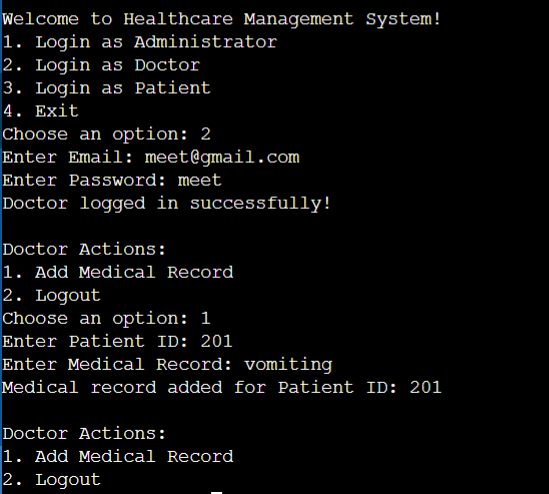 Welcome to Healthcare Management System!
1. Login as Administrator
2. Login as Doctor
3. Login as Patient
4. Exit
Choose an option: 2
Enter Email: meet@gmail.com
Enter Password: meet
Doctor logged in successfully!
Doctor Actions:
1. Add Medical Record
2. Logout
Choose an option: 1
Enter Patient ID: 201
Enter Medical Record: vomiting
Medical record added for Patient ID: 201
Doctor Actions:
1. Add Medical Record
2. Logout